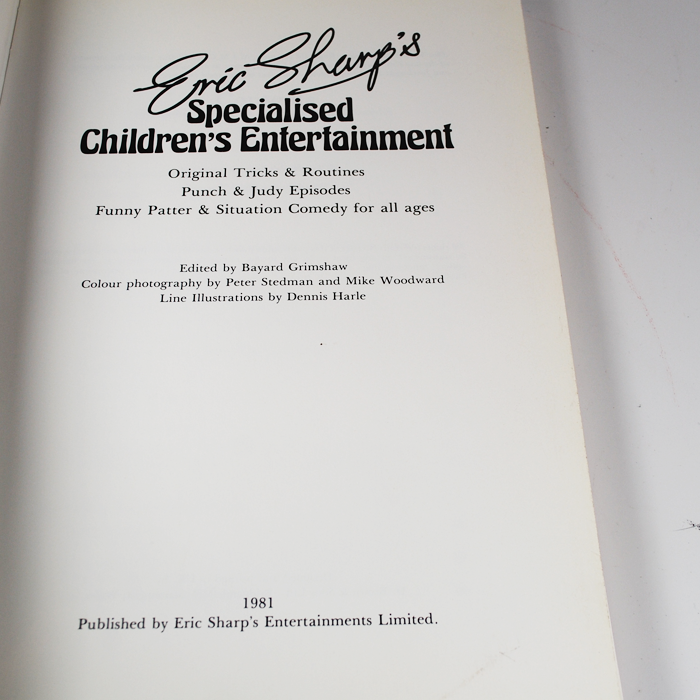 Eric Sharp's
Specialised
Children's Entertainment
Original Tricks & Routines
Punch & Judy Episodes
Funny Patter & Situation Comedy for all ages
Edited by Bayard Grimshaw
Colour photography by Peter Stedman and Mike Woodward
Line Illustrations by Dennis Harle
1981
Published by Eric Sharp's Entertainments Limited.